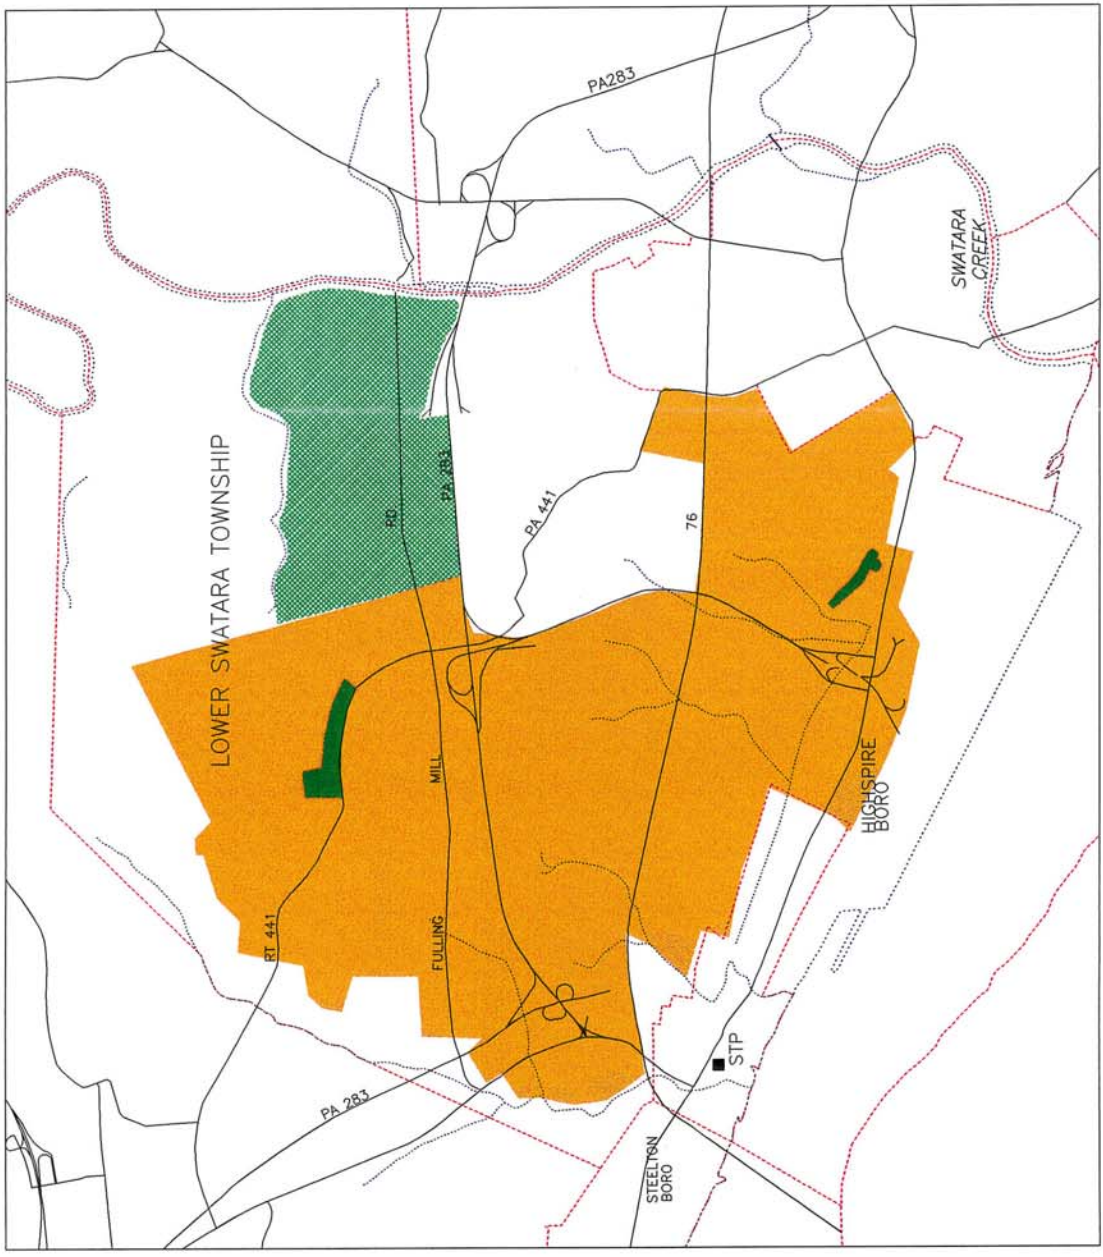 PA283
SWATARA
CREEK
LOWER SWATARA TOWNSHIP
PA 283
RD
PA 441
76
MILL
HIGHSPIRE
BORO
RT 441
FULLING
STP
PA 283
STEELTON
BORO